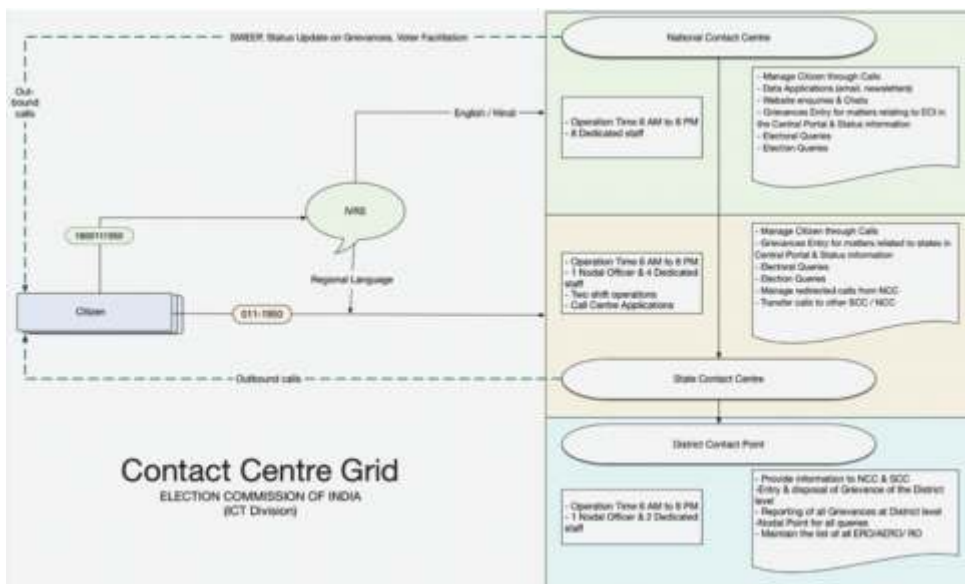 SWEEP, Status Update on Grievances, Voter Facilitation
National Contact Centre
Out-
bound
calls
- Manage Citizen through Calls
- Data Applications (email, newsletters)
- Website enquiries & Chats
- Grievances Entry for matters relating to ECI in
the Central Portal & Status information
- Electoral Queries
- Election Queries
English / Hindi
- Operation Time 8 AM to 8 PM
- 8 Dedicated staff
IVRS
Regional Language
- Manage Citizen through Calls
- Grievances Entry for matters related to states in
Central Portal & Status information
- Electoral Queries
- Election Queries
- Manage redirected calls from NCC
- Transfer calls to other SCC / NCC
- Operation Time 8 AM to 8 PM
- 1 Nodal Officer & 4 Dedicated
staff
- Two shift operations
- Call Centre Applications
Citizen
011-1950
Outbound calls
State Contact Centre
District Contact Point
Contact Centre Grid
ELECTION COMMISSION OF INDIA
(ICT Division)
- Operation Time 8 AM to 8 PM
- 1 Nodal Officer & 2 Dedicated
staff
- Provide information to NCC & SCC
-Entry & disposal of Grievance of the District
level
- Reporting of all Grievances at District level
-Nodal Point for all queries
- Maintain the list of all ERO/AERO/ RO